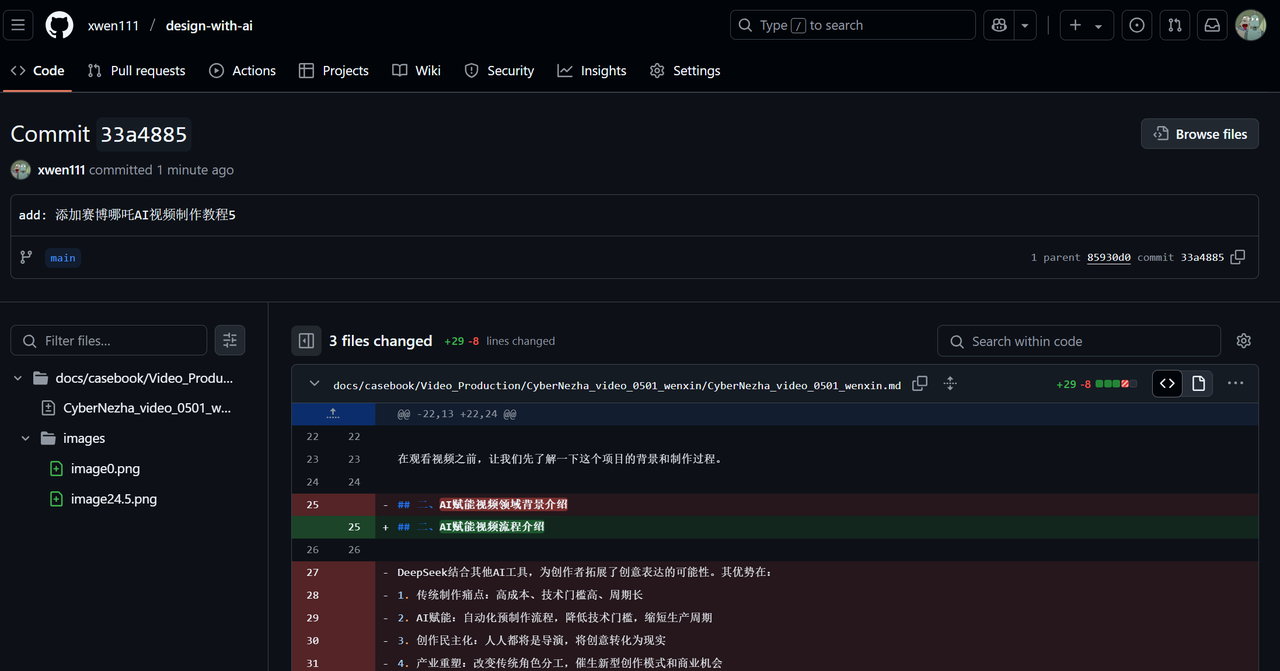 xwen111 / design-with-ai
Type / to search
Code Pull requests Actions Projects Wiki Security Insights Settings
Commit 33a4885
Browse files
xwen111 committed 1 minute ago
add: 添加赛博哪吒AI视频制作教程5
main
1 parent 85930d0 commit 33a4885
Filter files...
3 files changed +29 -8 lines changed
Search within code
docs/casebook/Video_Produ...
CyberNezha_video_0501_w...
images
image0.png
image24.5.png
docs/casebook/Video_Production/CyberNezha_video_0501_wenxin/CyberNezha_video_0501_wenxin.md
+29 -8
@@ -22,13 +22,24 @@
22 22
23 23 在观看视频之前，让我们先了解一下这个项目的背景和制作过程。
24 24
25 - ## 二、AI赋能视频领域背景介绍
25 + ## 二、AI赋能视频流程介绍
26 26
27 - DeepSeek结合其他AI工具，为创作者拓展了创意表达的可能性。其优势在：
28 - 1. 传统制作痛点：高成本、技术门槛高、周期长
29 - 2. AI赋能：自动化预制作流程，降低技术门槛，缩短生产周期
30 - 3. 创作民主化：人人都将是导演，将创意转化为现实
31 - 4. 产业重塑：改变传统角色分工，催生新型创作模式和商业机会